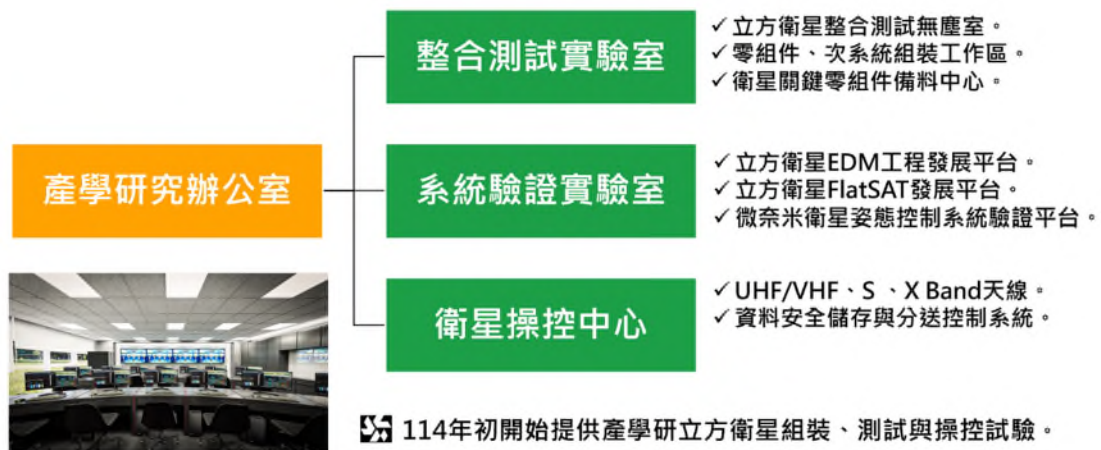 整合測試實驗室
✓ 立方衛星整合測試無塵室。
✓ 零組件、次系統組裝工作區。
✓ 衛星關鍵零組件備料中心。
產學研究辦公室
系統驗證實驗室
✓ 立方衛星EDM工程發展平台。
✓ 立方衛星FlatSAT發展平台。
✓ 微奈米衛星姿態控制系統驗證平台。
衛星操控中心
✓ UHF/VHF、S 、X Band天線。
✓ 資料安全儲存與分送控制系統。
114年初開始提供產學研立方衛星組裝、測試與操控試驗。